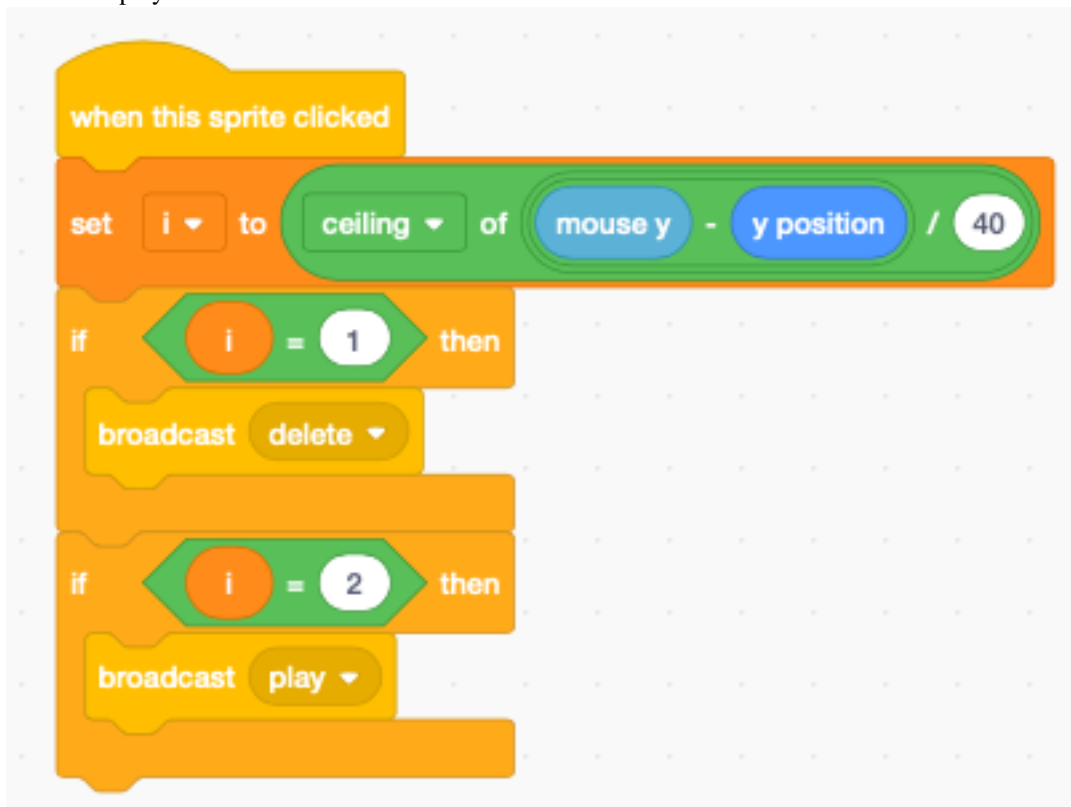 when this sprite clicked
set i to ceiling of mouse y - y position / 40
if i = 1 then
broadcast delete
if i = 2 then
broadcast play